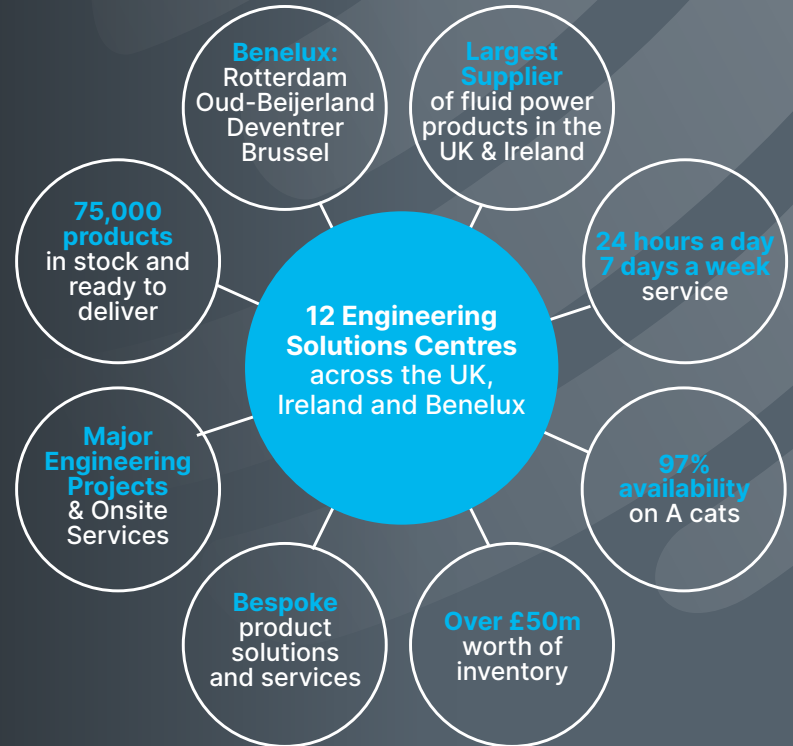 Benelux:
Rotterdam
Oud-Beijerland
Deventrer
Brussel
Largest
Supplier
of fluid power
products in the
UK & Ireland
75,000
products
in stock and
ready to
deliver
24 hours a day
7 days a week
service
12 Engineering
Solutions Centres
across the UK,
Ireland and Benelux
Major
Engineering
Projects
& Onsite
Services
97%
availability
on A cats
Bespoke
product
solutions
and services
Over £50m
worth of
inventory